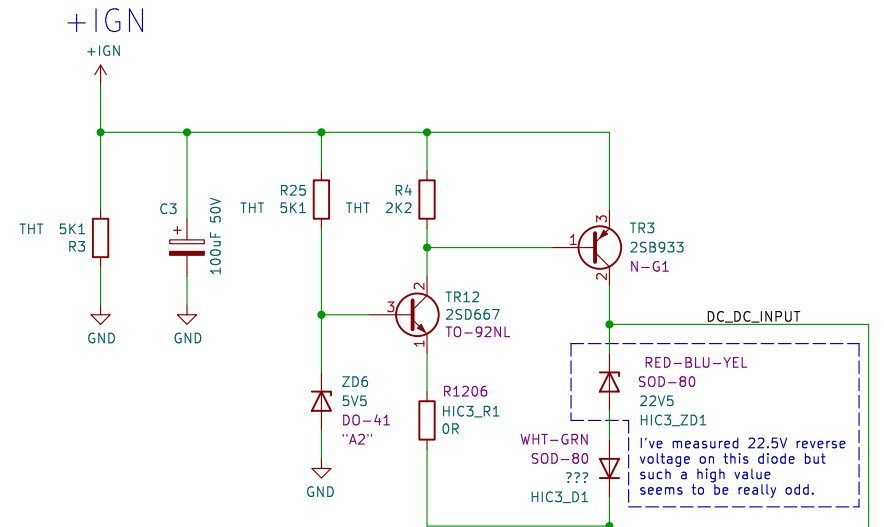 +IGN
+IGN
THT 5K1
R3
C3
+
100uF 50V
GND
GND
THT
R25
5K1
THT
R4
2K2
3
2
1
TR12
2SD667
TO-92NL
1
3
2
TR3
2SB933
N-G1
DC_DC_INPUT
ZD6
5V5
DO-41
"A2"
GND
R1206
HIC3_R1
0R
RED-BLU-YEL
SOD-80
22V5
HIC3_ZD1
WHT-GRN
SOD-80
???
HIC3_D1
I've measured 22.5V reverse
voltage on this diode but
such a high value
seems to be really odd.